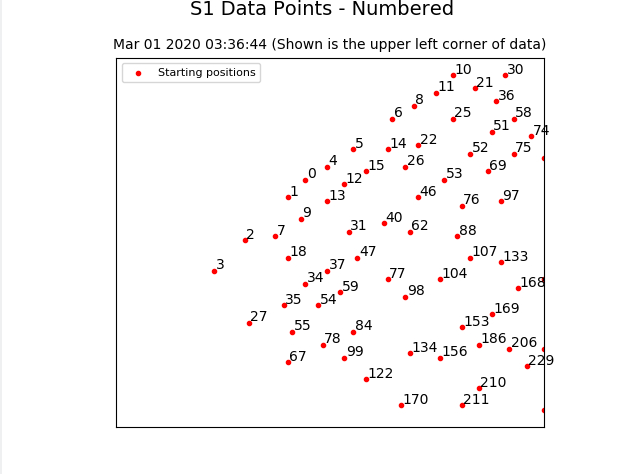 S1 Data Points - Numbered
Mar 01 2020 03:36:44 (Shown is the upper left corner of data)
Starting positions
10 30
11 21
8 36
6 25 58
51 74
5 14 22 52 75
4 15 26 69
0 12 53
1 13 46 76 97
9 40
2 7 31 62 88
18 47 107 133
3 37
34 77 104 168
59 98
35 54 169
27 153
55 84
78 134 186 206
67 99 156 229
122
210
170 211